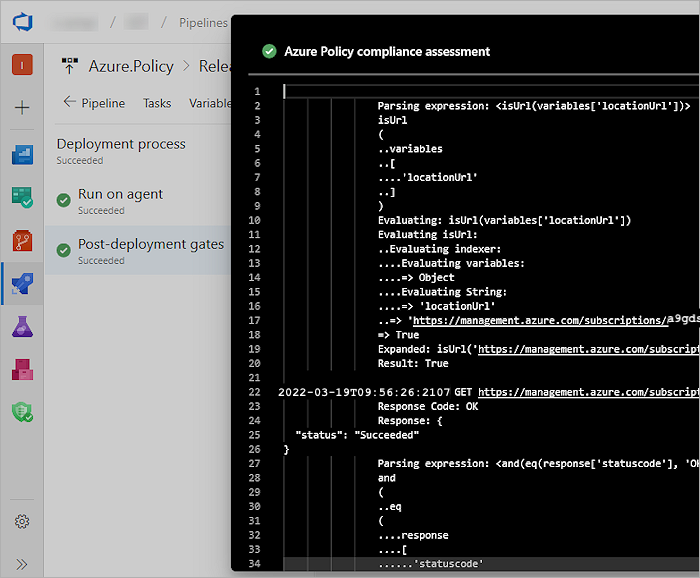 Pipelines
I
Azure.Policy > Relea
Pipeline Tasks Variable
Deployment process
Succeeded
Run on agent
Succeeded
Post-deployment gates
Succeeded
Azure Policy compliance assessment
1
2 Parsing expression: <isUrl(variables['locationUrl'])>
3 isUrl
4 (
5 ..variables
6 ..[
7 ....'locationUrl'
8 ..]
9 )
10 Evaluating: isUrl(variables['locationUrl'])
11 Evaluating isUrl:
12 ..Evaluating indexer:
13 ....Evaluating variables:
14 ....=> Object
15 ....Evaluating String:
16 ....=> 'locationUrl'
17 ..=> 'https://management.azure.com/subscriptions/a9gds
18 => True
19 Expanded: isUrl('https://management.azure.com/subscript
20 Result: True
21
22 2022-03-19T09:56:26:2107 GET https://management.azure.com/subscript
23 Response Code: OK
24 Response: {
25 "status": "Succeeded"
26 }
27 Parsing expression: <and(eq(response['statuscode'], 'OK
28 and
29 (
30 ..eq
31 (
32 ....response
33 ....[
34 ......'statuscode'